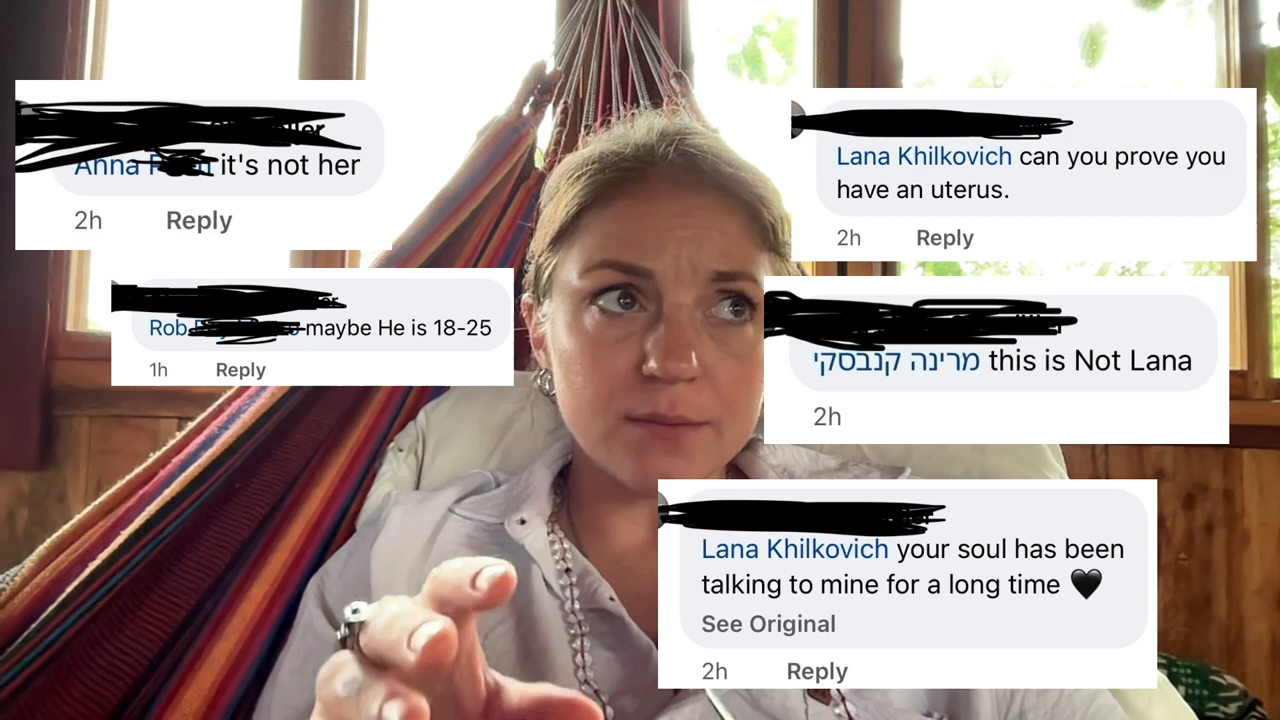 Anna
it's not her
2h Reply
Rob
maybe He is 18-25
1h Reply
Lana Khilkovich can you prove you
have an uterus.
2h Reply
מרינה קנבסקי this is Not Lana
2h
Lana Khilkovich your soul has been
talking to mine for a long time 🖤
See Original
2h Reply